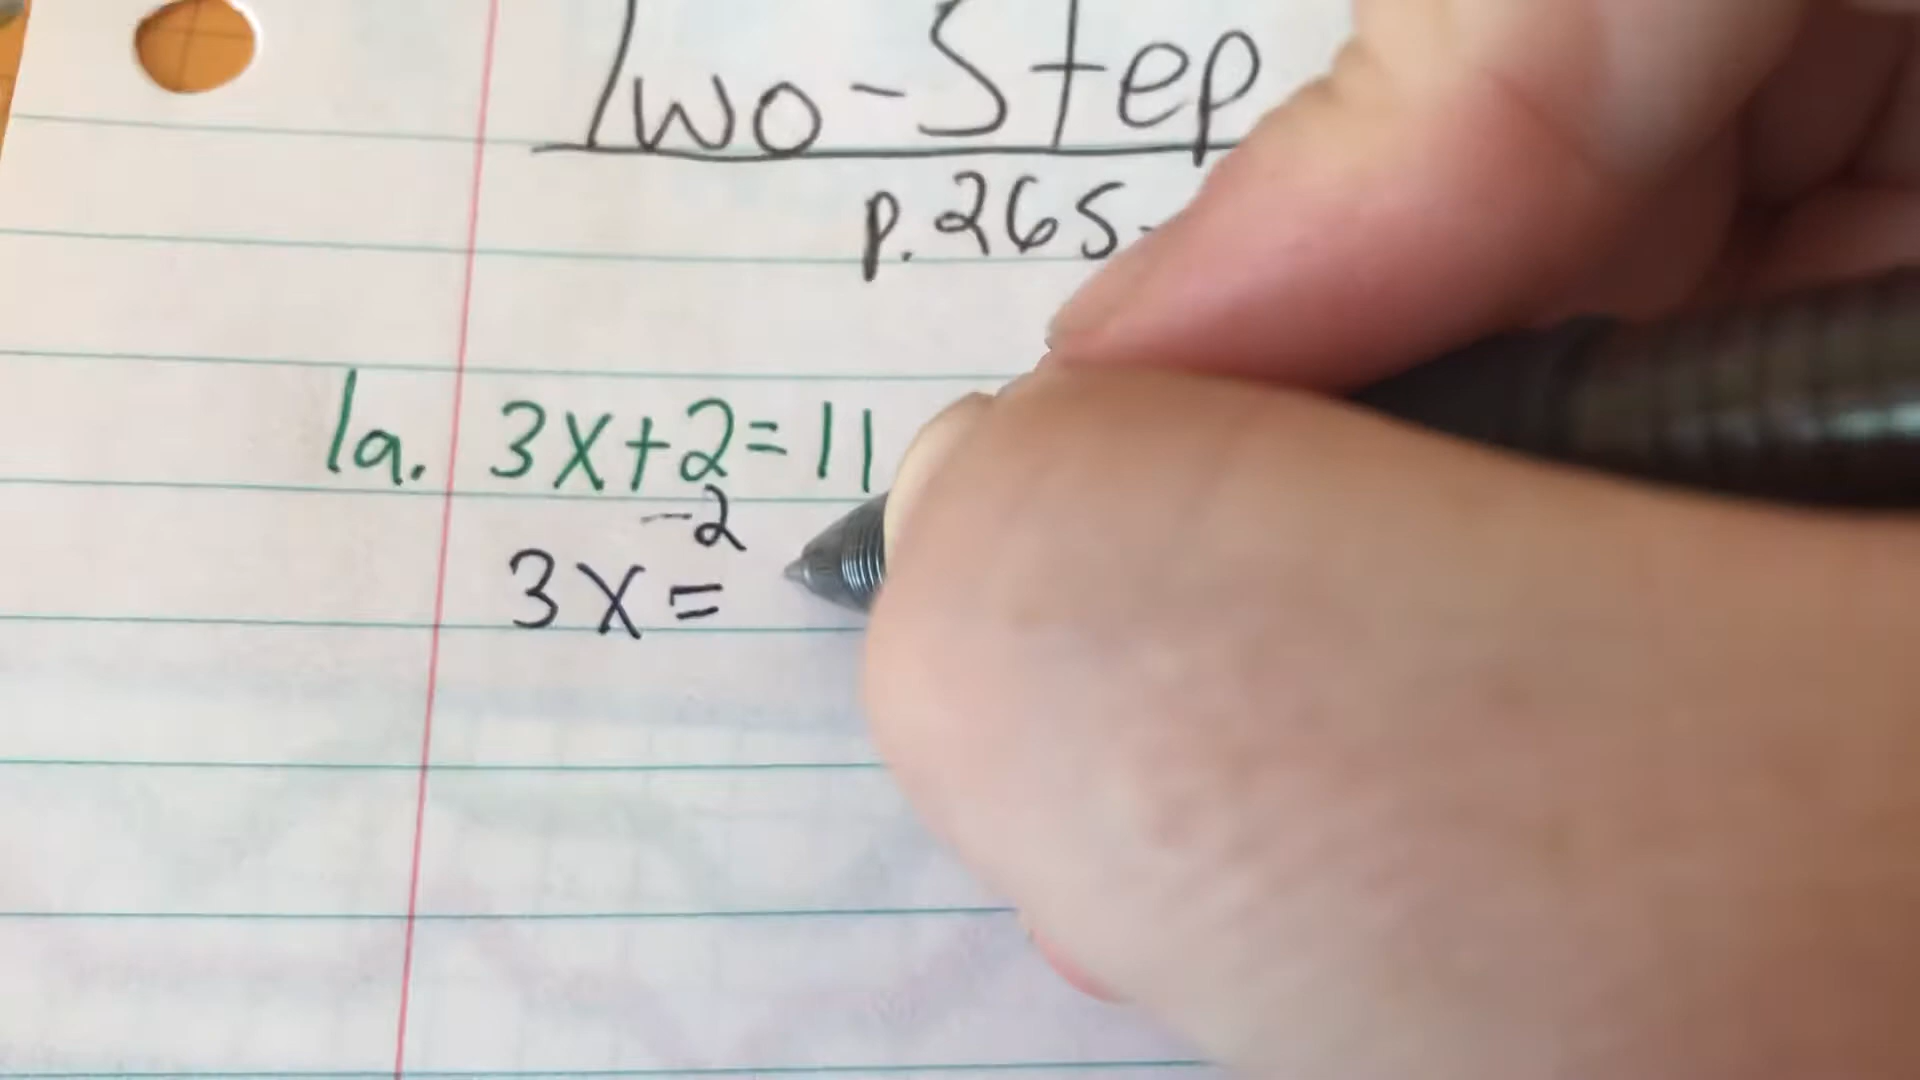 Two-Step
p.265-
1a. 3x+2=11
-2
3x=